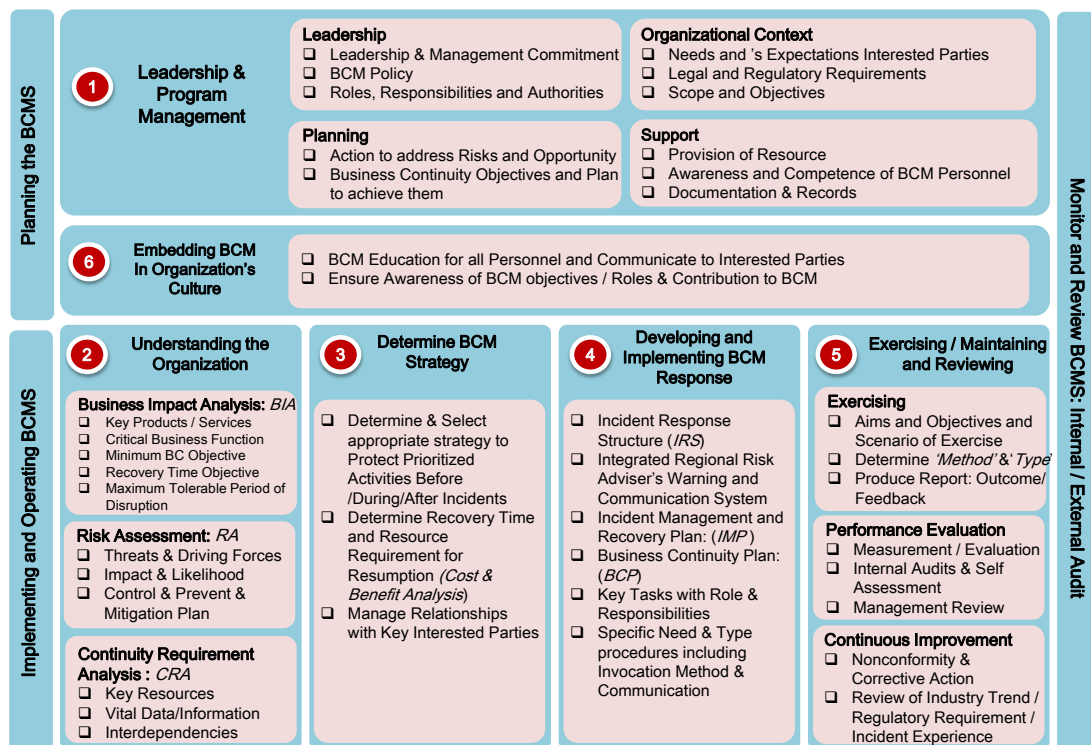 Planning the BCMS
1
Leadership &
Program
Management
Leadership
❑ Leadership & Management Commitment
❑ BCM Policy
❑ Roles, Responsibilities and Authorities
Organizational Context
❑ Needs and 's Expectations Interested Parties
❑ Legal and Regulatory Requirements
❑ Scope and Objectives
Planning
❑ Action to address Risks and Opportunity
❑ Business Continuity Objectives and Plan
to achieve them
Support
❑ Provision of Resource
❑ Awareness and Competence of BCM Personnel
❑ Documentation & Records
6
Embedding BCM
In Organization's
Culture
❑ BCM Education for all Personnel and Communicate to Interested Parties
❑ Ensure Awareness of BCM objectives / Roles & Contribution to BCM
Implementing and Operating BCMS
2
Understanding the
Organization
Business Impact Analysis: BIA
❑ Key Products / Services
❑ Critical Business Function
❑ Minimum BC Objective
❑ Recovery Time Objective
❑ Maximum Tolerable Period of
Disruption
Risk Assessment: RA
❑ Threats & Driving Forces
❑ Impact & Likelihood
❑ Control & Prevent &
Mitigation Plan
Continuity Requirement
Analysis : CRA
❑ Key Resources
❑ Vital Data/Information
❑ Interdependencies
3
Determine BCM
Strategy
❑ Determine & Select
appropriate strategy to
Protect Prioritized
Activities Before
/During/After Incidents
❑ Determine Recovery Time
and Resource
Requirement for
Resumption (Cost &
Benefit Analysis)
❑ Manage Relationships
with Key Interested Parties
4
Developing and
Implementing BCM
Response
❑ Incident Response
Structure (IRS)
❑ Integrated Regional Risk
Adviser's Warning and
Communication System
❑ Incident Management and
Recovery Plan: (IMP )
❑ Business Continuity Plan:
(BCP)
❑ Key Tasks with Role &
Responsibilities
❑ Specific Need & Type
procedures including
Invocation Method &
Communication
5
Exercising / Maintaining
and Reviewing
Exercising
❑ Aims and Objectives and
Scenario of Exercise
❑ Determine 'Method' &' Type'
❑ Produce Report: Outcome/
Feedback
Performance Evaluation
❑ Measurement / Evaluation
❑ Internal Audits & Self
Assessment
❑ Management Review
Continuous Improvement
❑ Nonconformity &
Corrective Action
❑ Review of Industry Trend /
Regulatory Requirement /
Incident Experience
Monitor and Review BCMS: Internal / External Audit